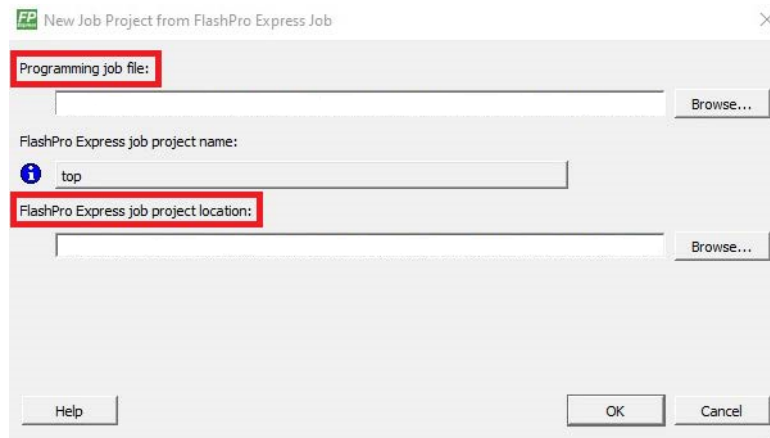 FP
Express
New Job Project from FlashPro Express Job
Programming job file:
Browse...
FlashPro Express job project name:
i
top
FlashPro Express job project location:
Browse...
Help
OK
Cancel